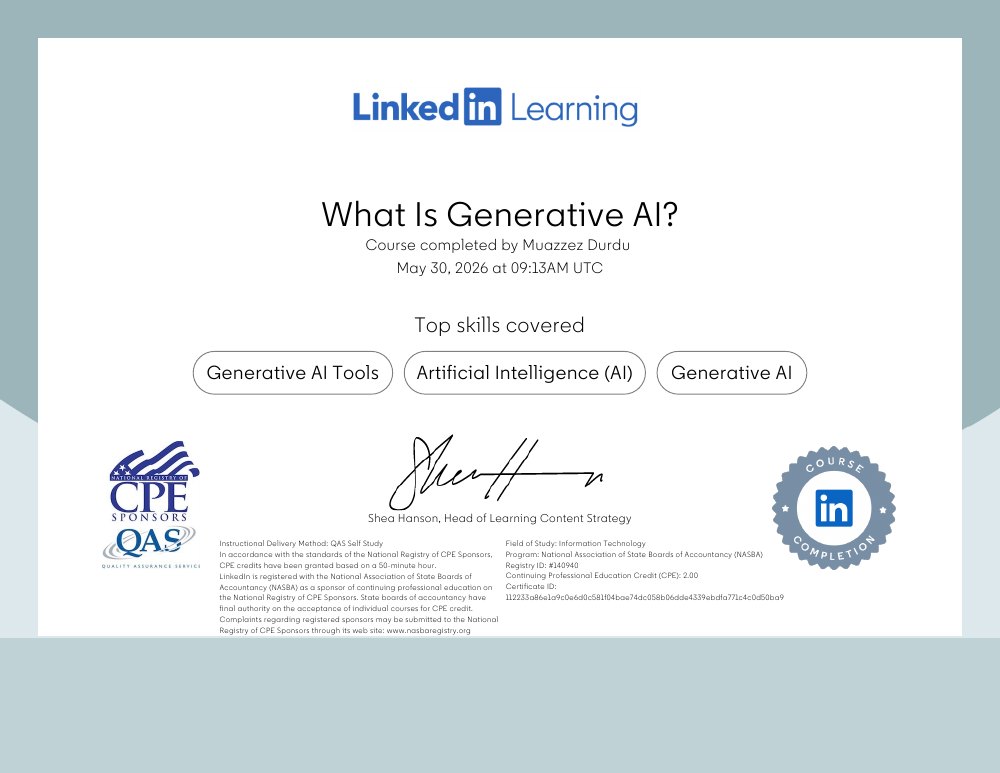 Linked in Learning
What Is Generative AI?
Course completed by Muazzez Durdu
May 30, 2026 at 09:13AM UTC
Top skills covered
Generative AI Tools
Artificial Intelligence (AI)
Generative AI
NATIONAL REGISTRY OF
CPE
SPONSORS
QAS
QUALITY ASSURANCE SERVICE
Shea Hanson, Head of Learning Content Strategy
Instructional Delivery Method: QAS Self Study
In accordance with the standards of the National Registry of CPE Sponsors,
CPE credits have been granted based on a 50-minute hour.
LinkedIn is registered with the National Association of State Boards of
Accountancy (NASBA) as a sponsor of continuing professional education on
the National Registry of CPE Sponsors. State boards of accountancy have
final authority on the acceptance of individual courses for CPE credit.
Complaints regarding registered sponsors may be submitted to the National
Registry of CPE Sponsors through its web site: www.nasbaregistry.org
Field of Study: Information Technology
Program: National Association of State Boards of Accountancy (NASBA)
Registry ID: #140940
Continuing Professional Education Credit (CPE): 2.00
Certificate ID:
112233a86e1a9c0e6d0c581f04bae74dc058b06dde4339ebdfa771c4c0d50ba9
COURSE
in
COMPLETION